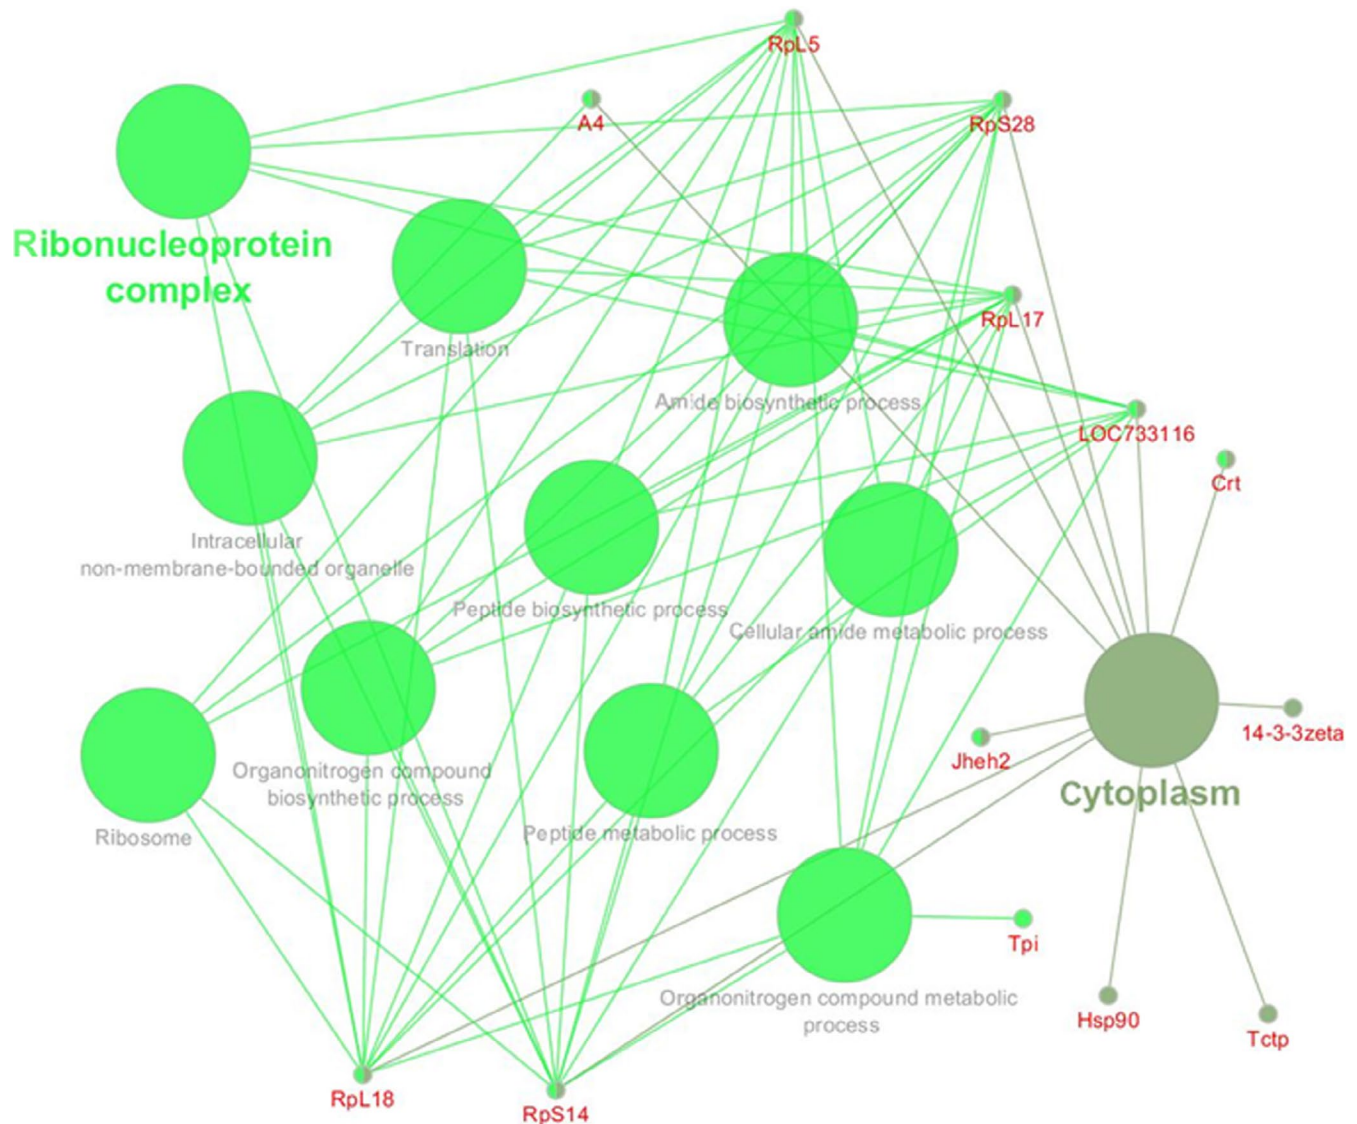 RpL5
A4
RpS28
Ribonucleoprotein
complex
RpL17
Translation
Amide biosynthetic process
LOC733116
Crt
Intracellular
non-membrane-bounded organelle
Peptide biosynthetic process
Cellular amide metabolic process
14-3-3zeta
Jheh2
Organonitrogen compound
biosynthetic process
Cytoplasm
Ribosome
Peptide metabolic process
Tpi
Organonitrogen compound metabolic
process
Hsp90
Tctp
RpL18
RpS14